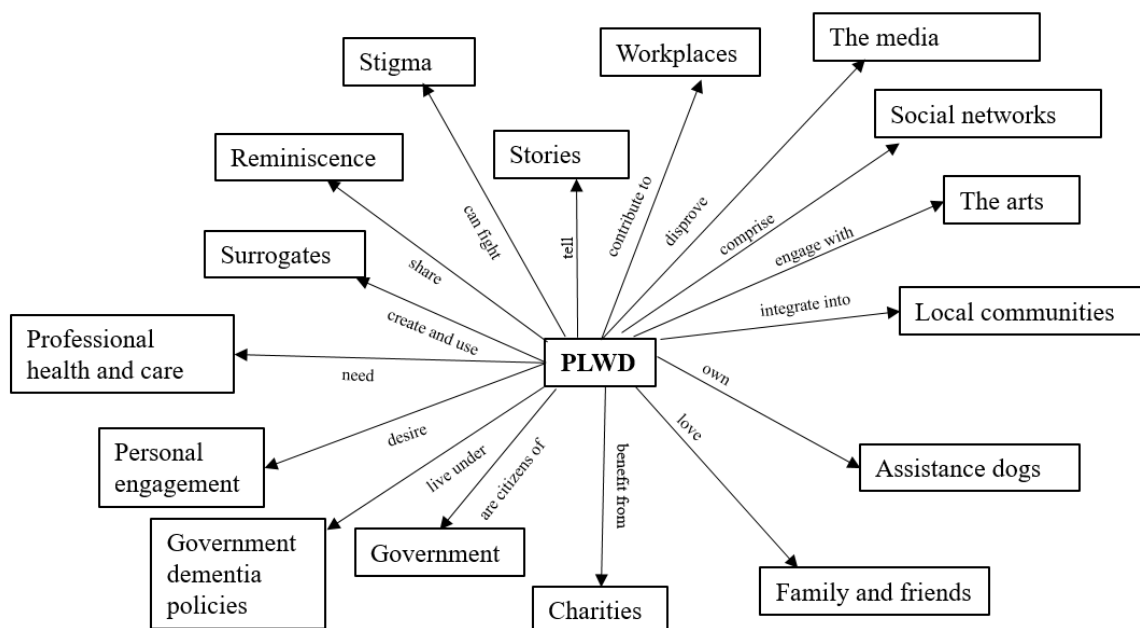 The media
Workplaces
Stigma
Social networks
Reminiscence
Stories
The arts
Surrogates
Local communities
Professional
health and care
PLWD
Personal
engagement
Assistance dogs
Government
dementia
policies
Government
Charities
Family and friends
can fight
tell
contribute to
disprove
comprise
engage with
integrate into
share
create and use
need
own
desire
love
live under
are citizens of
benefit from